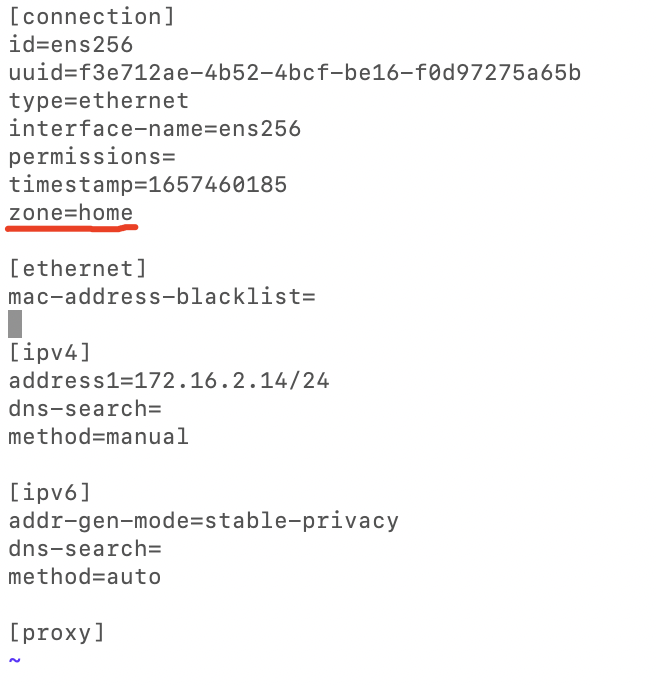 [connection]
id=ens256
uuid=f3e712ae-4b52-4bcf-be16-f0d97275a65b
type=ethernet
interface-name=ens256
permissions=
timestamp=1657460185
zone=home
[ethernet]
mac-address-blacklist=
[ipv4]
address1=172.16.2.14/24
dns-search=
method=manual
[ipv6]
addr-gen-mode=stable-privacy
dns-search=
method=auto
[proxy]
~